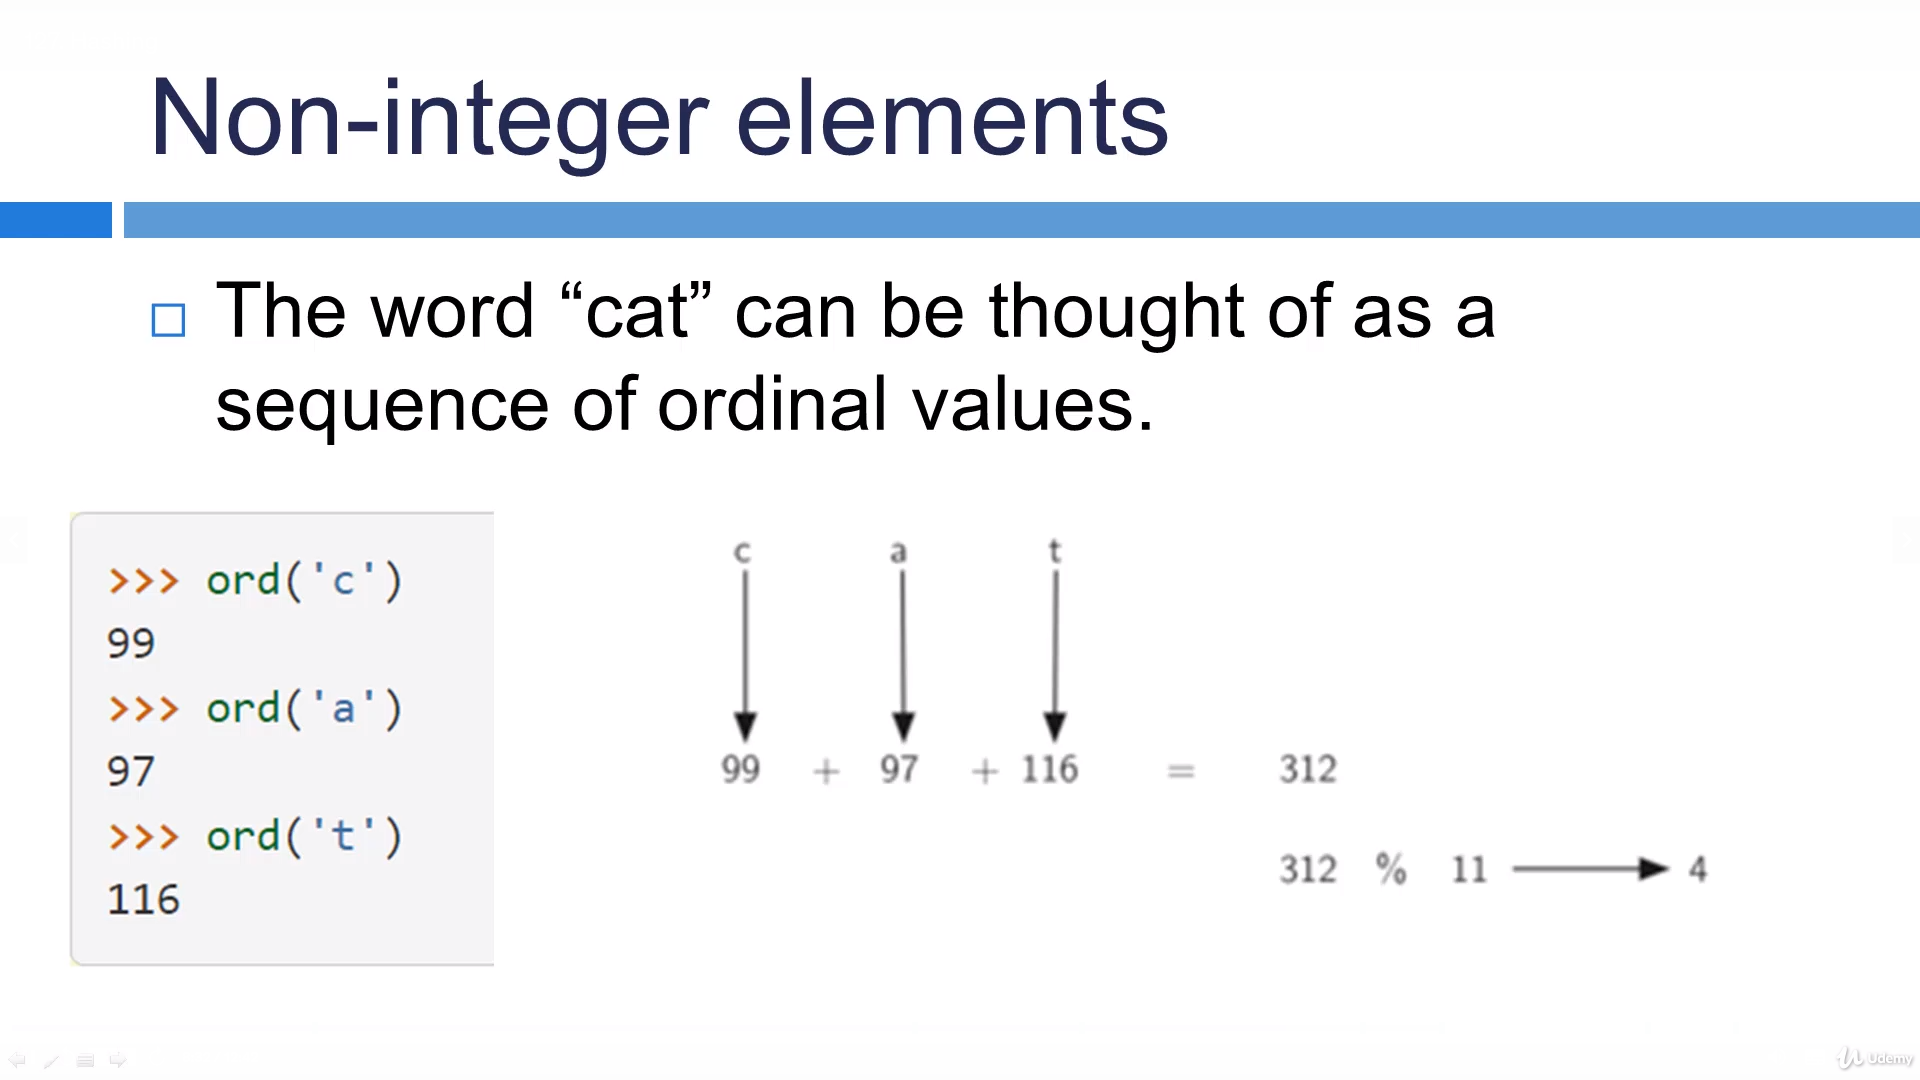 Non-integer elements
The word “cat” can be thought of as a
sequence of ordinal values.
>>> ord('c')
99
>>> ord('a')
97
>>> ord('t')
116
c a t
99 + 97 + 116 = 312
312 % 11 4
Udemy